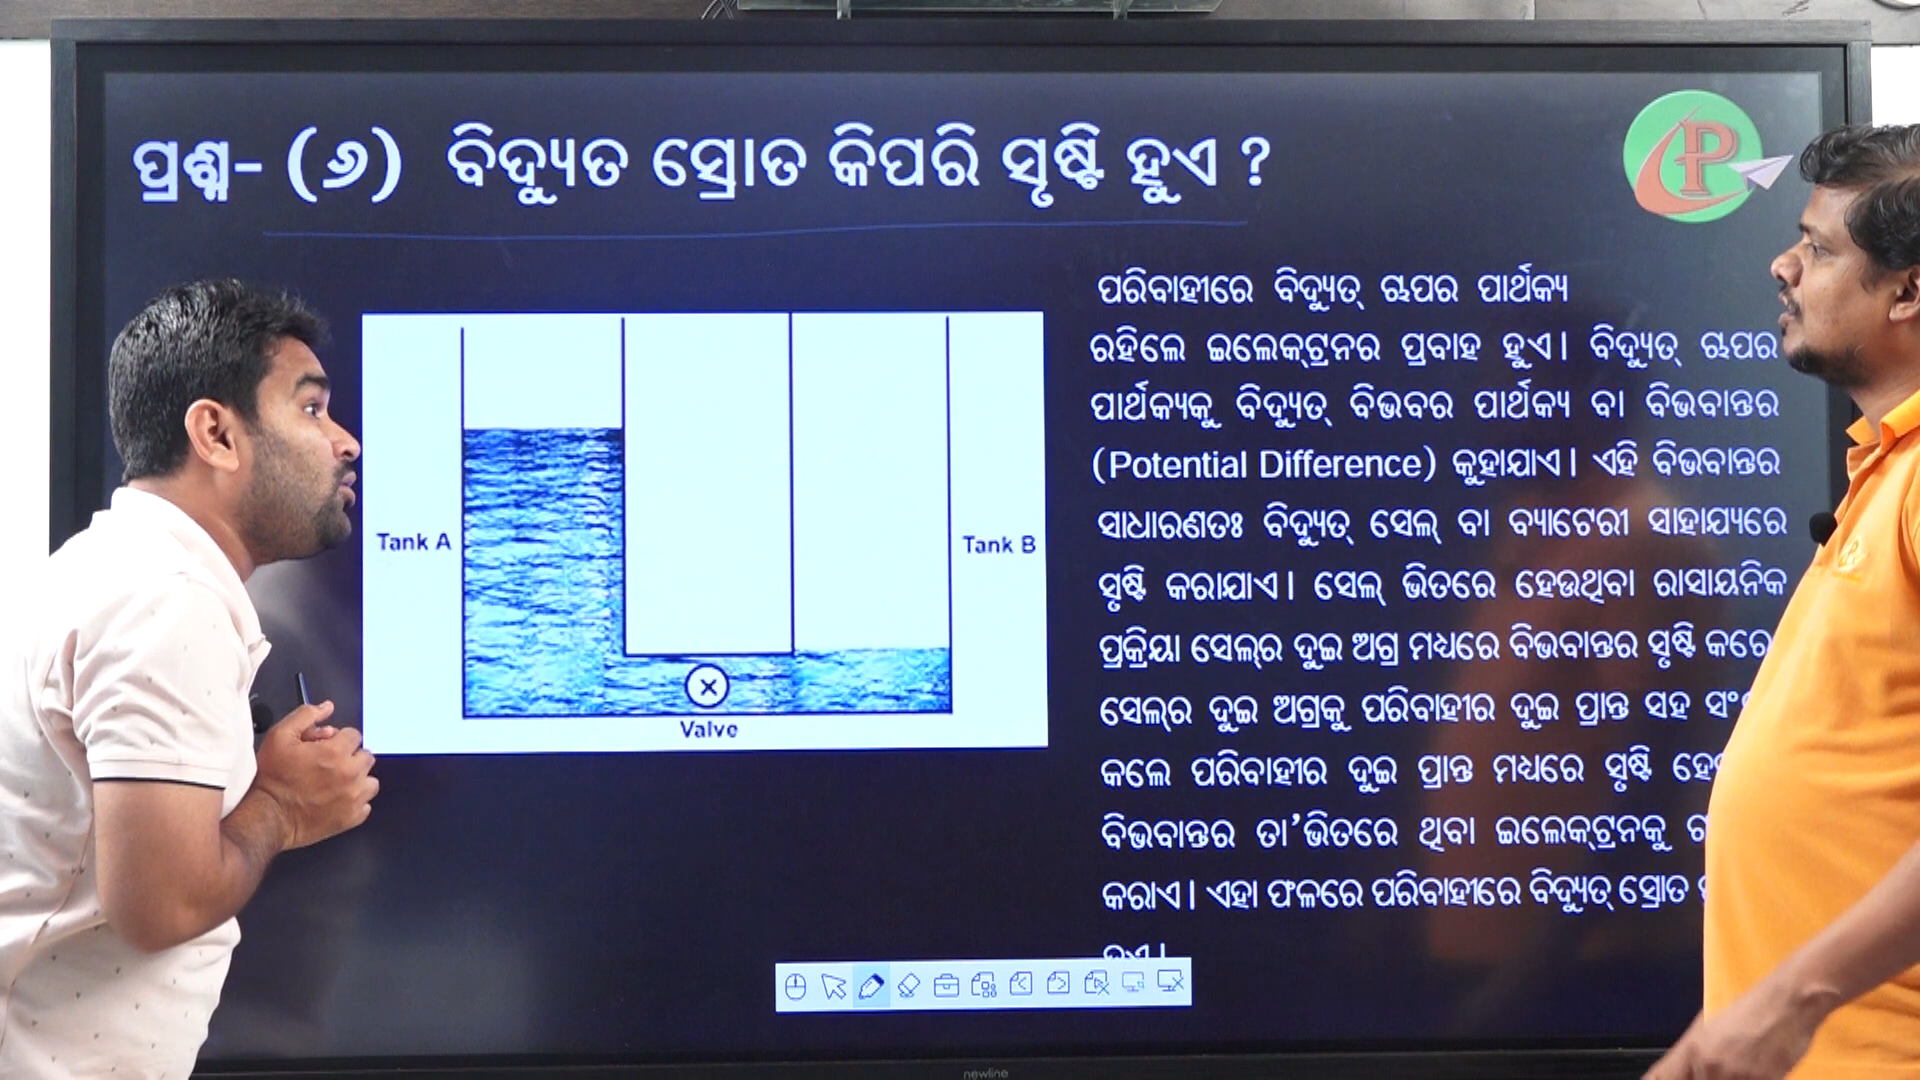 ପ୍ରଶ୍ନ- (୬) ବିଦ୍ୟୁତ ସ୍ରୋତ କିପରି ସୃଷ୍ଟି ହୁଏ ?
P
ପରିବାହୀରେ ବିଦ୍ୟୁତ୍ ଋପର ପାର୍ଥକ୍ୟ
ରହିଲେ ଇଲେକ୍ଟ୍ରନର ପ୍ରବାହ ହୁଏ। ବିଦ୍ୟୁତ୍ ଋପର
ପାର୍ଥକ୍ୟକୁ ବିଦ୍ୟୁତ୍ ବିଭବର ପାର୍ଥକ୍ୟ ବା ବିଭବାନ୍ତର
(Potential Difference) କୁହାଯାଏ। ଏହି ବିଭବାନ୍ତର
ସାଧାରଣତଃ ବିଦ୍ୟୁତ୍ ସେଲ୍ ବା ବ୍ୟାଟେରୀ ସାହାଯ୍ୟରେ
ସୃଷ୍ଟି କରାଯାଏ। ସେଲ୍ ଭିତରେ ହେଉଥିବା ରାସାୟନିକ
ପ୍ରକ୍ରିୟା ସେଲ୍‌ର ଦୁଇ ଅଗ୍ର ମଧ୍ୟରେ ବିଭବାନ୍ତର ସୃଷ୍ଟି କରେ
ସେଲ୍‌ର ଦୁଇ ଅଗ୍ରକୁ ପରିବାହୀର ଦୁଇ ପ୍ରାନ୍ତ ସହ
କଲେ ପରିବାହୀର ଦୁଇ ପ୍ରାନ୍ତ ମଧ୍ୟରେ ସୃଷ୍ଟି
ବିଭବାନ୍ତର ତା'ଭିତରେ ଥିବା ଇଲେକ୍ଟ୍ରନକୁ
କରାଏ। ଏହା ଫଳରେ ପରିବାହୀରେ ବିଦ୍ୟୁତ୍ ସ୍ରୋତ
Tank A
Tank B
Valve
newline